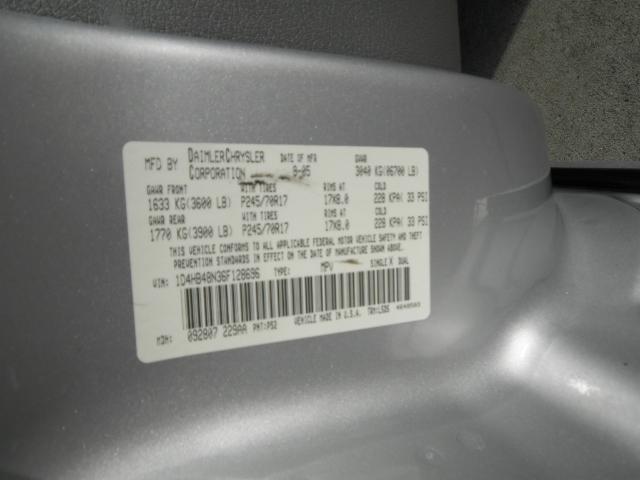 MFD BY DAIMLERCHRYSLER CORPORATION DATE OF MFR 9-05 GVWR 3040 KG(06700 LB)
GAWR FRONT WITH TIRES RIMS AT COLD
1633 KG(3600 LB) P245/70R17 17X8.0 228 KPA( 33 PSI
GAWR REAR WITH TIRES RIMS AT COLD
1770 KG(3900 LB) P245/70R17 17X8.0 228 KPA( 33 PSI
THIS VEHICLE CONFORMS TO ALL APPLICABLE FEDERAL MOTOR VEHICLE SAFETY AND THEFT
PREVENTION STANDARDS IN EFFECT ON THE DATE OF MANUFACTURE SHOWN ABOVE.
VIN: 1D4HB48N36F128696 TYPE: MPV SINGLE X DUAL
MDH: 092807 229AA PNT:PS2 VEHICLE MADE IN U.S.A. TRM:L5D5